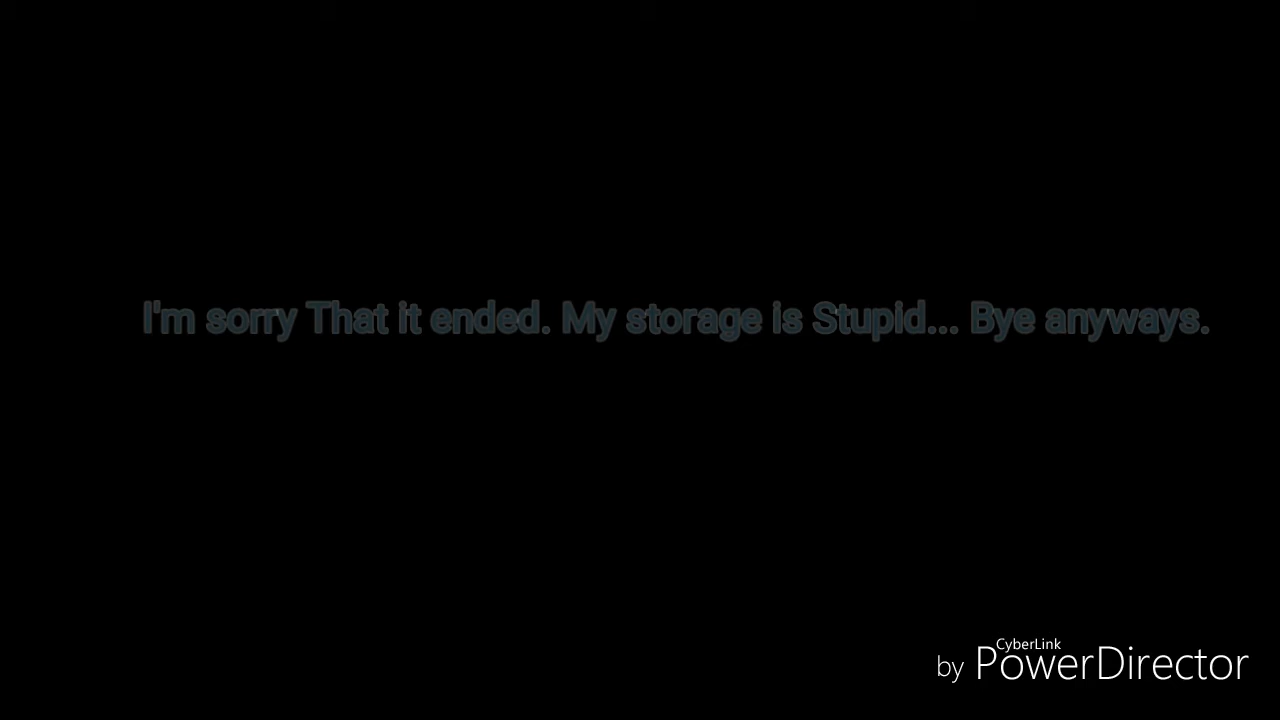 I'm sorry That it ended. My storage is Stupid... Bye anyways.
CyberLink
by PowerDirector